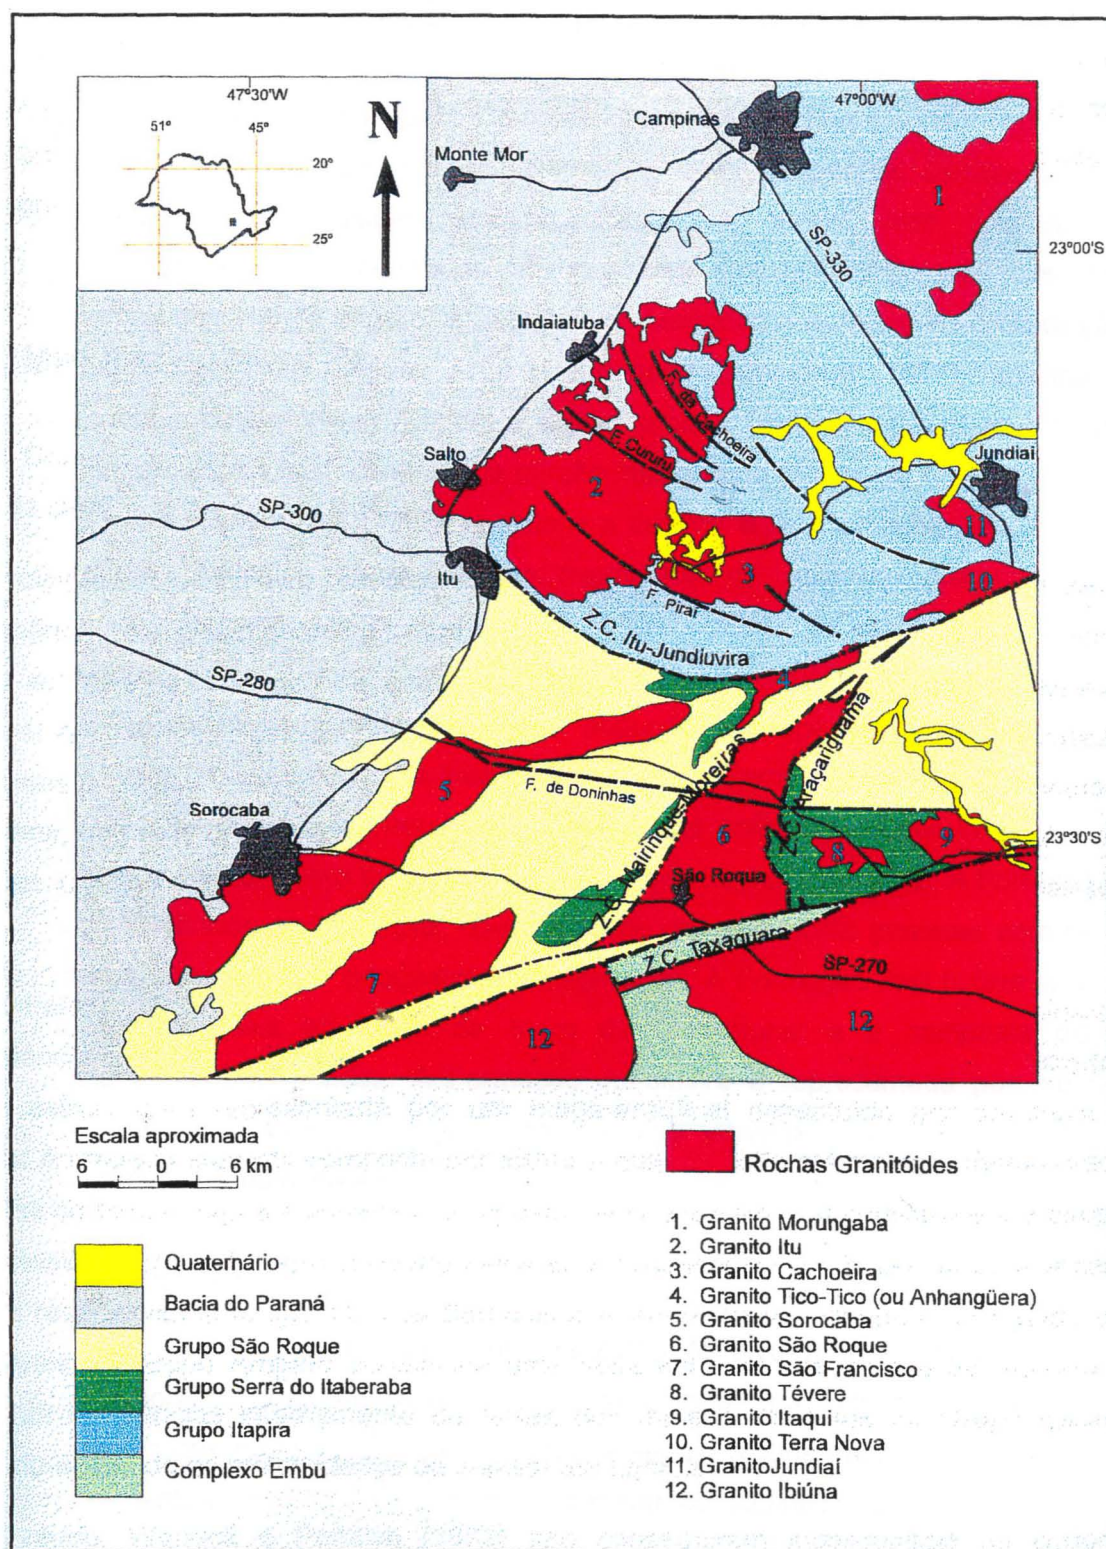 47°30'W
51°
45°
20°
25°
N
47°00'W
Campinas
Monte Mor
1
SP-330
23°00'S
Indaiatuba
F. da Cachoeira
F. Cururu
Salto
2
Jundiaí
SP-300
11
Itu
3
10
F. Piraí
Z.C. Itu-Jundiuvira
SP-280
4
Z.C. Araçariguama
Z.C. Mairinque-Moreiras
5
F. de Doninhas
Sorocaba
6
8
9
23°30'S
São Roque
Z.C. Taxaquara
SP-270
7
12
12
Escala aproximada
6 0 6 km
Rochas Granitóides
Quaternário
Bacia do Paraná
Grupo São Roque
Grupo Serra do Itaberaba
Grupo Itapira
Complexo Embu
1. Granito Morungaba
2. Granito Itu
3. Granito Cachoeira
4. Granito Tico-Tico (ou Anhangüera)
5. Granito Sorocaba
6. Granito São Roque
7. Granito São Francisco
8. Granito Tévere
9. Granito Itaqui
10. Granito Terra Nova
11. GranitoJundiaí
12. Granito Ibiúna